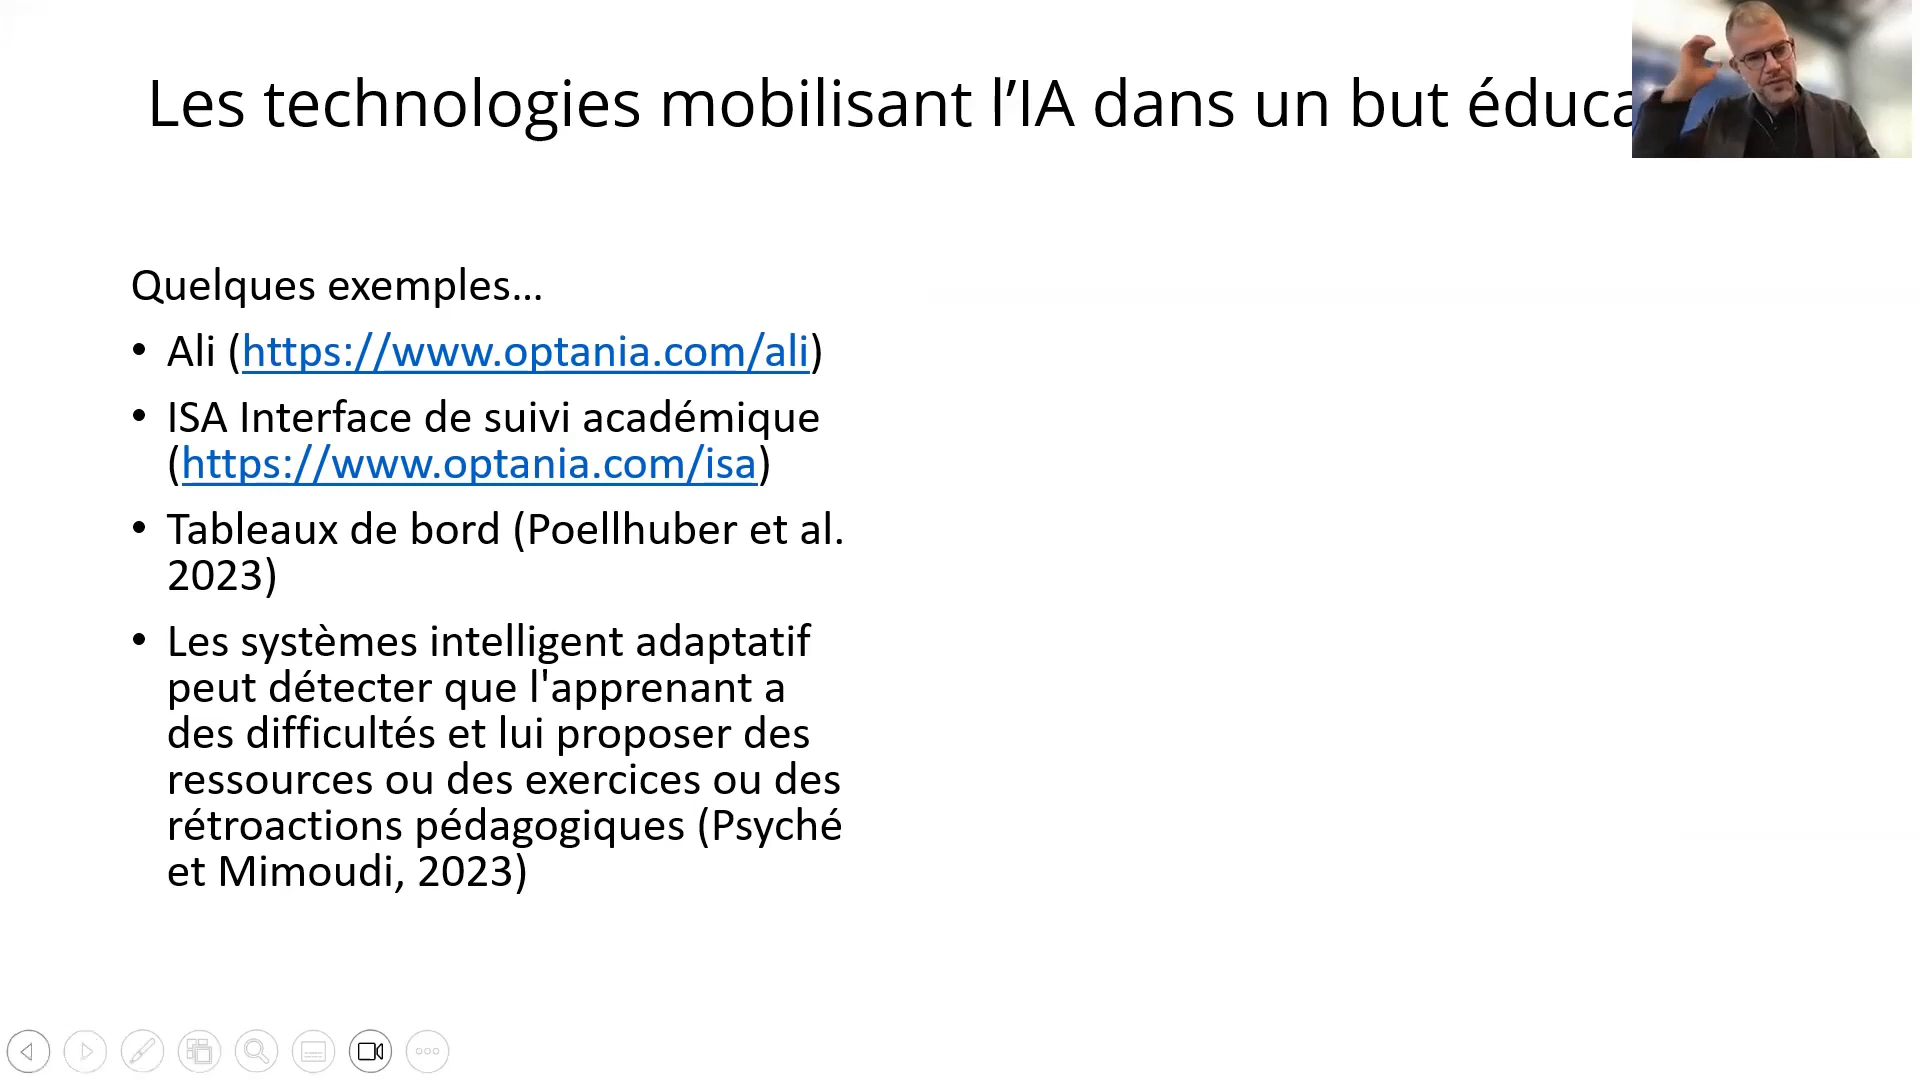 Les technologies mobilisant l’IA dans un but éduca
Quelques exemples…
• Ali (https://www.optania.com/ali)
• ISA Interface de suivi académique
(https://www.optania.com/isa)
• Tableaux de bord (Poellhuber et al.
2023)
• Les systèmes intelligent adaptatif
peut détecter que l'apprenant a
des difficultés et lui proposer des
ressources ou des exercices ou des
rétroactions pédagogiques (Psyché
et Mimoudi, 2023)